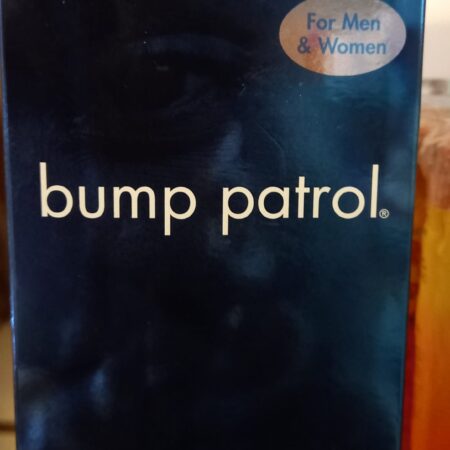 For Men
& Women
bump patrol®